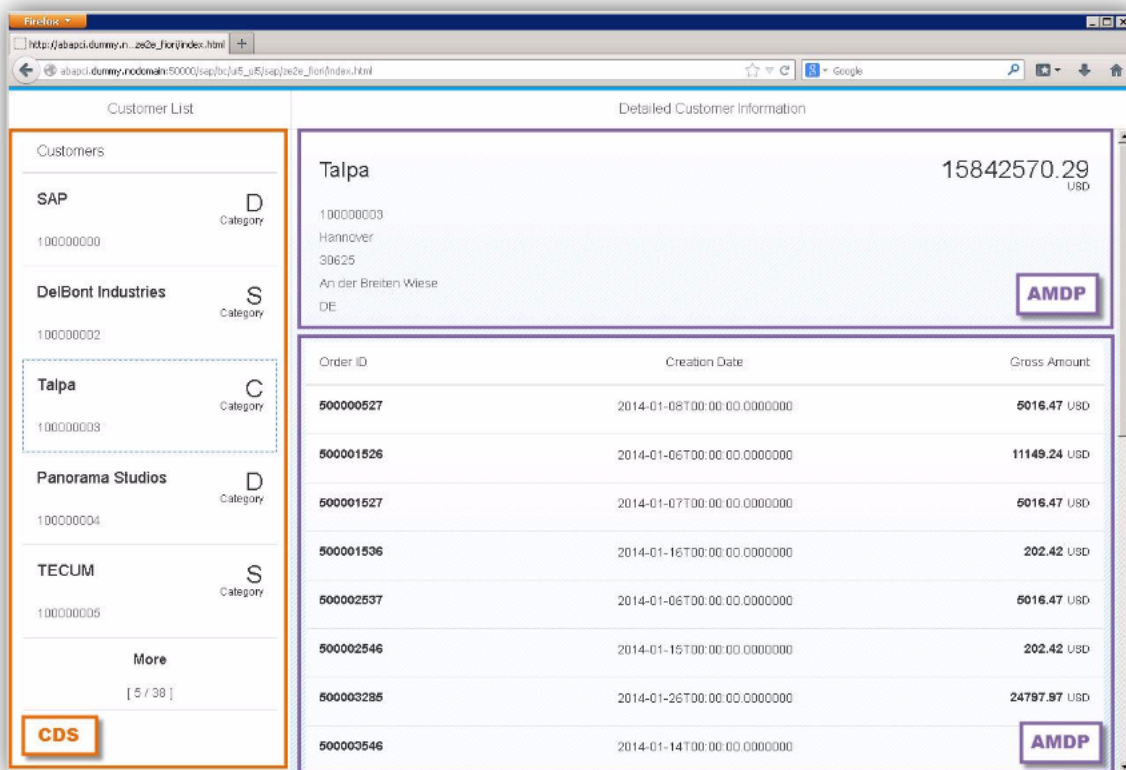 Firefox
http://abapci.dummy.n...ze2e_fiori/index.html +
abapci.dummy.nodomain:50000/sap/bc/ui5_ui5/sap/ze2e_fiori/index.html
Google
Customer List
Detailed Customer Information
Customers
SAP
D
Category
100000000
DelBont Industries
S
Category
100000002
Talpa
C
Category
100000003
Panorama Studios
D
Category
100000004
TECUM
S
Category
100000005
More
[ 5 / 38 ]
CDS
Talpa
15842570.29
USD
100000003
Hannover
30625
An der Breiten Wiese
DE
AMDP
Order ID Creation Date Gross Amount
500000527 2014-01-08T00:00:00.0000000 5016.47 USD
500001526 2014-01-06T00:00:00.0000000 11149.24 USD
500001527 2014-01-07T00:00:00.0000000 5016.47 USD
500001536 2014-01-16T00:00:00.0000000 202.42 USD
500002537 2014-01-06T00:00:00.0000000 5016.47 USD
500002546 2014-01-15T00:00:00.0000000 202.42 USD
500003285 2014-01-26T00:00:00.0000000 24797.97 USD
500003546 2014-01-14T00:00:00.0000000
AMDP